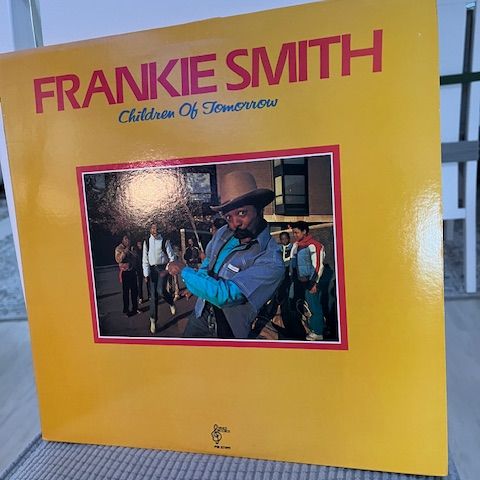 FRANKIE SMITH
Children Of Tomorrow